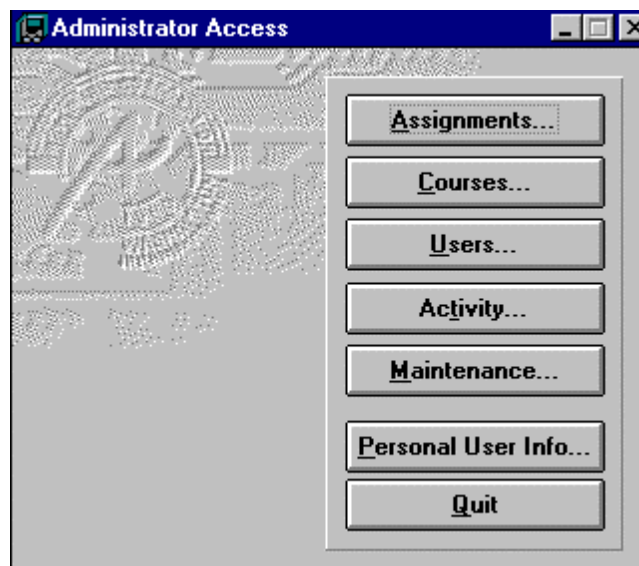 Administrator Access
Assignments...
Courses...
Users...
Activity...
Maintenance...
Personal User Info...
Quit